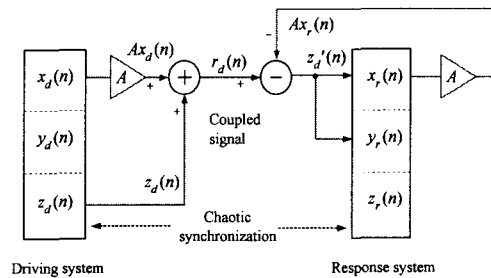 Ax_r(n)
−
Ax_d(n)
x_d(n)
A
+
+
r_d(n)
+
−
z_d'(n)
x_r(n)
A
+
y_d(n)
Coupled
signal
y_r(n)
z_d(n)
z_d(n)
z_r(n)
Chaotic
synchronization
Driving system
Response system